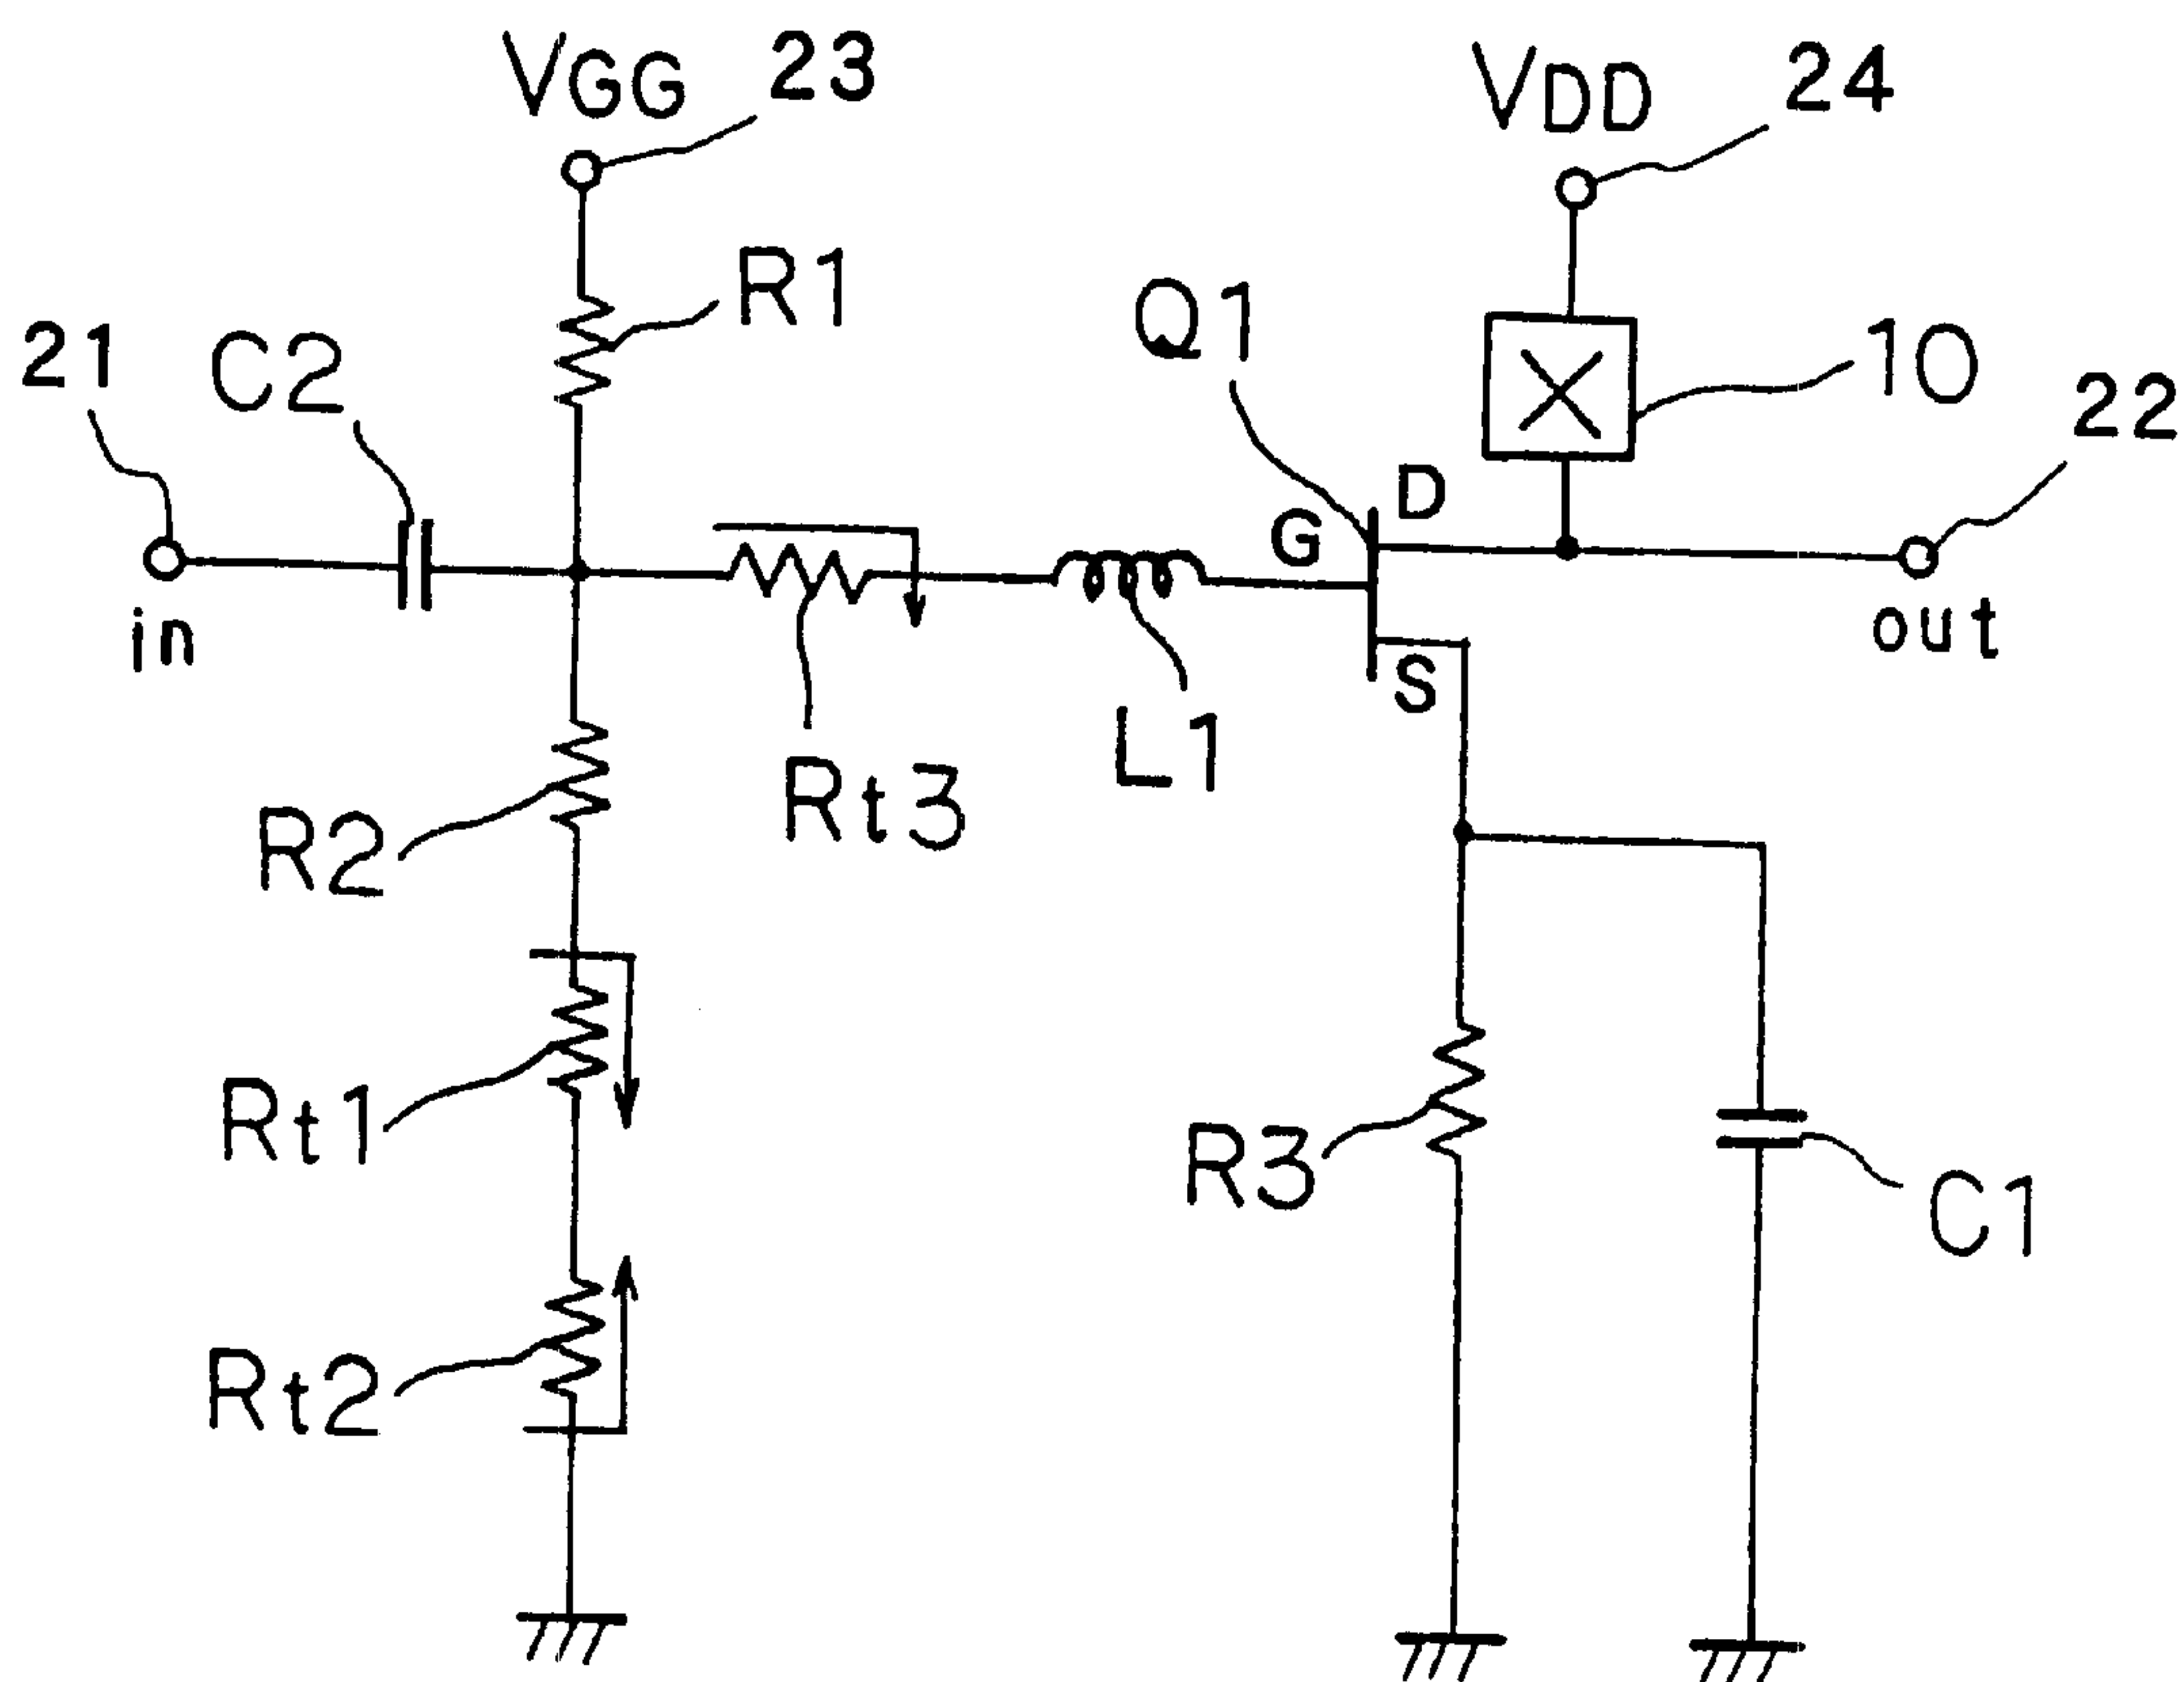 VGG 23
VDD 24
R1
Q1
21 C2
10
22
D
G
in
out
S
L1
Rt3
R2
Rt1
R3
C1
Rt2